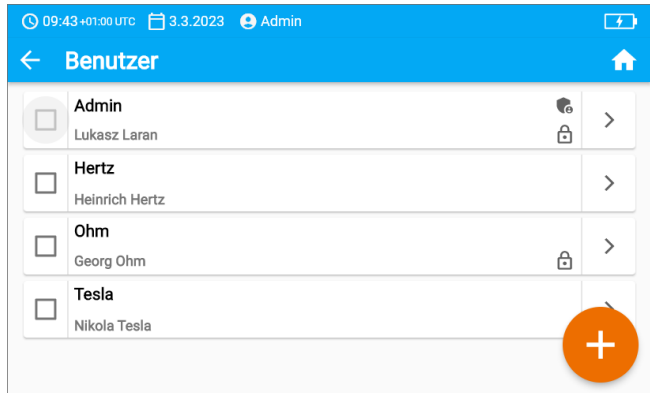 09:43+01:00 UTC 3.3.2023 Admin
Benutzer
Admin
Lukasz Laran
Hertz
Heinrich Hertz
Ohm
Georg Ohm
Tesla
Nikola Tesla